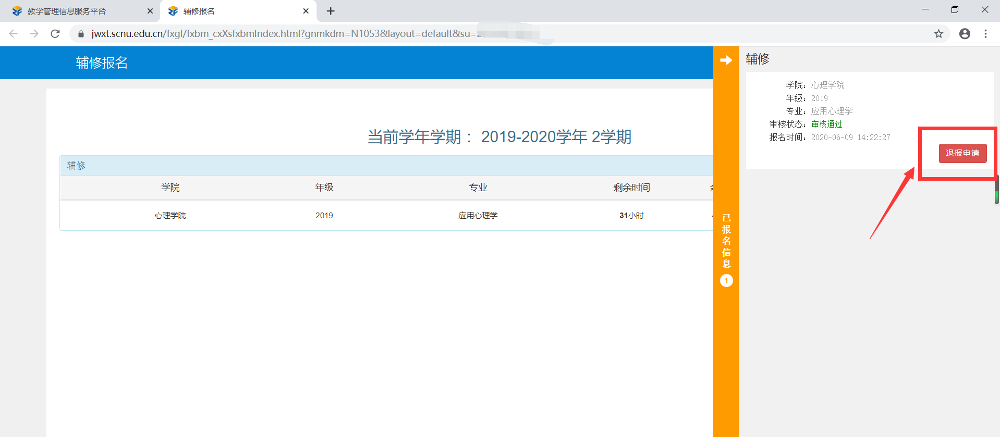 教学管理信息服务平台
辅修报名
jwxt.scnu.edu.cn/fxgl/fxbm_cxXsfxbmIndex.html?gnmkdm=N1053&layout=default&su=
辅修报名
当前学年学期： 2019-2020学年 2学期
辅修
学院 年级 专业 剩余时间
心理学院 2019 应用心理学 31小时
已报名信息
1
辅修
学院： 心理学院
年级： 2019
专业： 应用心理学
审核状态： 审核通过
报名时间： 2020-06-09 14:22:27
退报申请